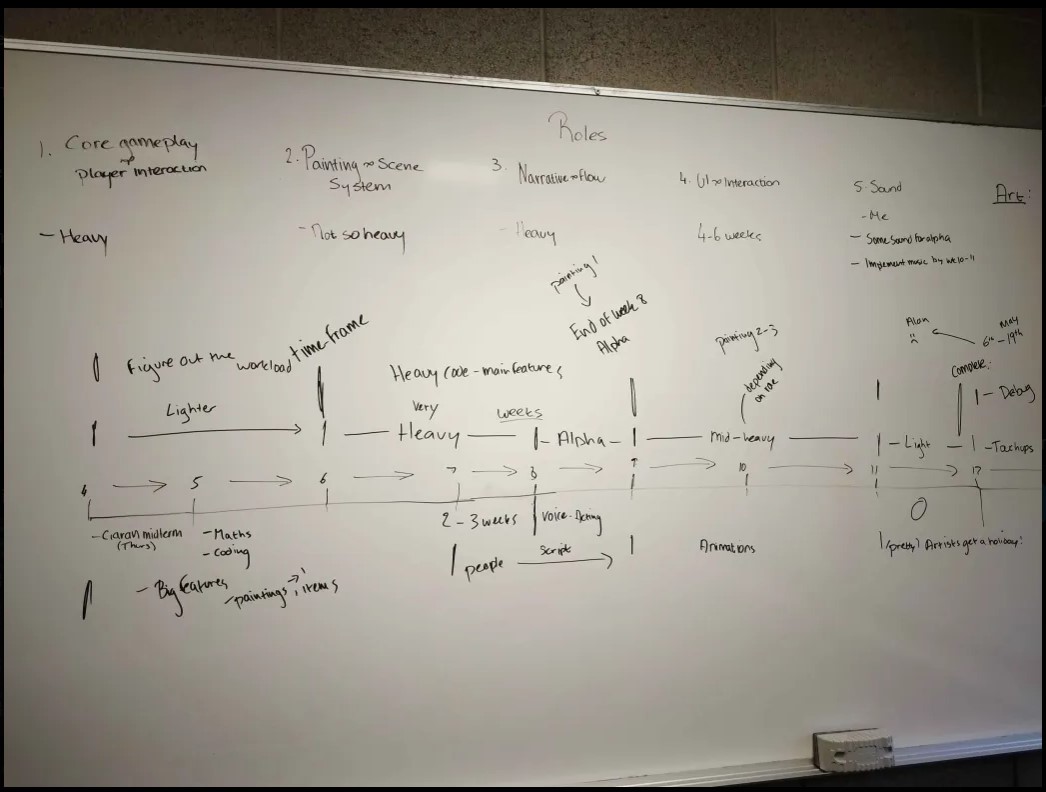 Roles
1. Core gameplay
player interaction
- Heavy
2. Painting ~> Scene
System
- Not so heavy
3. Narrative ~> Flow
- Heavy
4. UI ~> Interaction
4-6 weeks
5. Sound
- Me
- Some sound for alpha
- Implement music by wk 10-11
Art:
Figure out the workload
time frame
painting 1
End of week 8
Alpha
painting 2-3
depending
on
Alan
6th - 19th
May
Complete:
Heavy code - main features
- Debug
Lighter
Very
Heavy
weeks
Alpha
mid-heavy
- Light -
- Touchups
4
5
6
7
8
9
10
11
12
- Ciaran midterm
(Thurs)
- Maths
- Coding
2-3 weeks
Voice-Acting
people
Script
Animations
0
(pretty) Artists get a holiday!
- Big features
- paintings, items